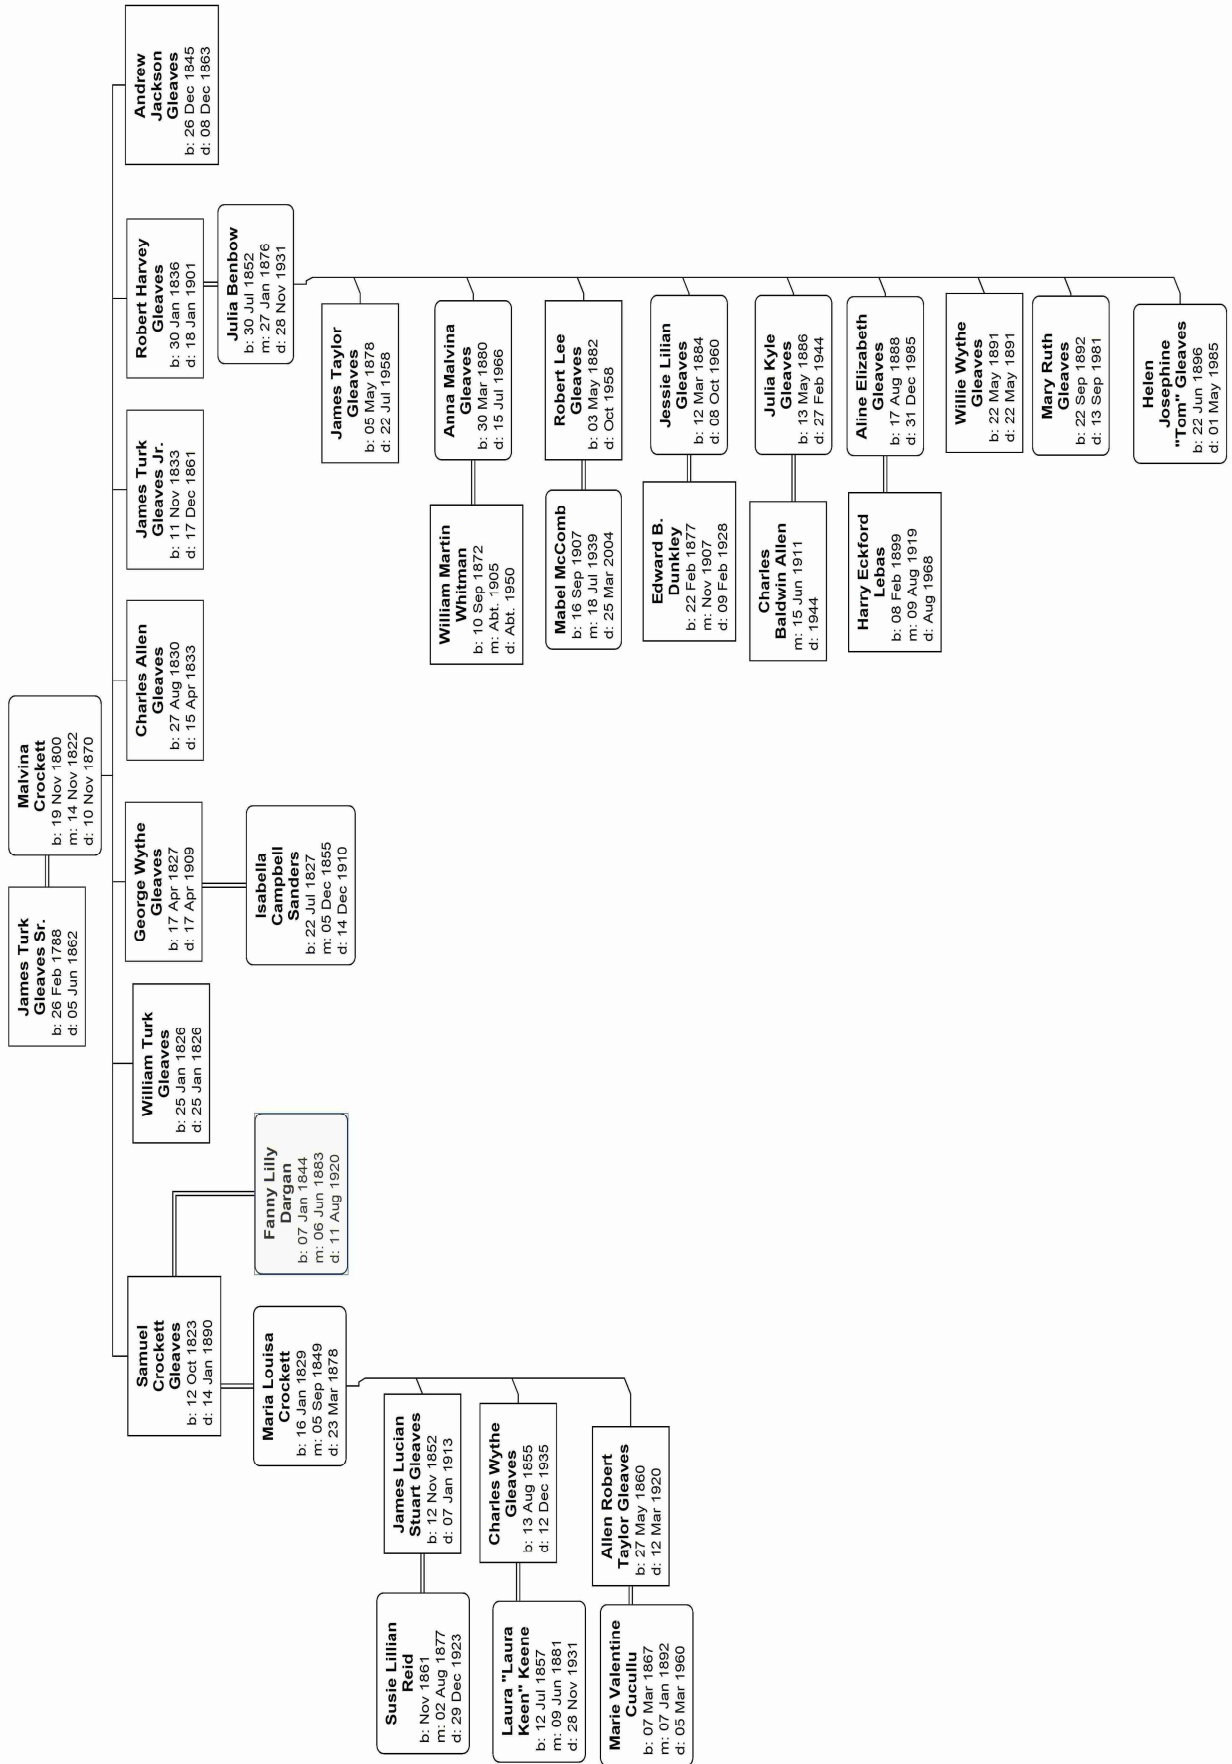 James Turk
Gleaves Sr.
b: 26 Feb 1788
d: 05 Jun 1862
Malvina
Crockett
b: 19 Nov 1800
m: 14 Nov 1822
d: 10 Nov 1870
Samuel
Crockett
Gleaves
b: 12 Oct 1823
d: 14 Jan 1890
William Turk
Gleaves
b: 25 Jan 1826
d: 25 Jan 1826
George Wythe
Gleaves
b: 17 Apr 1827
d: 17 Apr 1909
Charles Allen
Gleaves
b: 27 Aug 1830
d: 15 Apr 1833
James Turk
Gleaves Jr.
b: 11 Nov 1833
d: 17 Dec 1861
Robert Harvey
Gleaves
b: 30 Jan 1836
d: 18 Jan 1901
Andrew
Jackson
Gleaves
b: 26 Dec 1845
d: 08 Dec 1863
Maria Louisa
Crockett
b: 16 Jan 1829
m: 05 Sep 1849
d: 23 Mar 1878
Fanny Lilly
Dargan
b: 07 Jan 1844
m: 06 Jun 1883
d: 11 Aug 1920
Isabella
Campbell
Sanders
b: 22 Jul 1827
m: 05 Dec 1855
d: 14 Dec 1910
Julia Benbow
b: 30 Jul 1852
m: 27 Jan 1876
d: 28 Nov 1931
Susie Lillian
Reid
b: Nov 1861
m: 02 Aug 1877
d: 29 Dec 1923
James Lucian
Stuart Gleaves
b: 12 Nov 1852
d: 07 Jan 1913
Laura "Laura
Keen" Keene
b: 12 Jul 1857
m: 09 Jun 1881
d: 28 Nov 1931
Charles Wythe
Gleaves
b: 13 Aug 1855
d: 12 Dec 1935
Marie Valentine
Cucullu
b: 07 Mar 1867
m: 07 Jan 1892
d: 05 Mar 1960
Allen Robert
Taylor Gleaves
b: 27 May 1860
d: 12 Mar 1920
James Taylor
Gleaves
b: 05 May 1878
d: 22 Jul 1958
William Martin
Whitman
b: 10 Sep 1872
m: Abt. 1905
d: Abt. 1950
Anna Malvina
Gleaves
b: 30 Mar 1880
d: 15 Jul 1966
Mabel McComb
b: 16 Sep 1907
m: 18 Jul 1939
d: 25 Mar 2004
Robert Lee
Gleaves
b: 03 May 1882
d: Oct 1958
Edward B.
Dunkley
b: 22 Feb 1877
m: Nov 1907
d: 09 Feb 1928
Jessie Lilian
Gleaves
b: 12 Mar 1884
d: 08 Oct 1960
Charles
Baldwin Allen
m: 15 Jun 1911
d: 1944
Julia Kyle
Gleaves
b: 13 May 1886
d: 27 Feb 1944
Harry Eckford
Lebas
b: 08 Feb 1899
m: 09 Aug 1919
d: Aug 1968
Aline Elizabeth
Gleaves
b: 17 Aug 1888
d: 31 Dec 1985
Willie Wythe
Gleaves
b: 22 May 1891
d: 22 May 1891
Mary Ruth
Gleaves
b: 22 Sep 1892
d: 13 Sep 1981
Helen
Josephine
"Tom" Gleaves
b: 22 Jun 1896
d: 01 May 1985